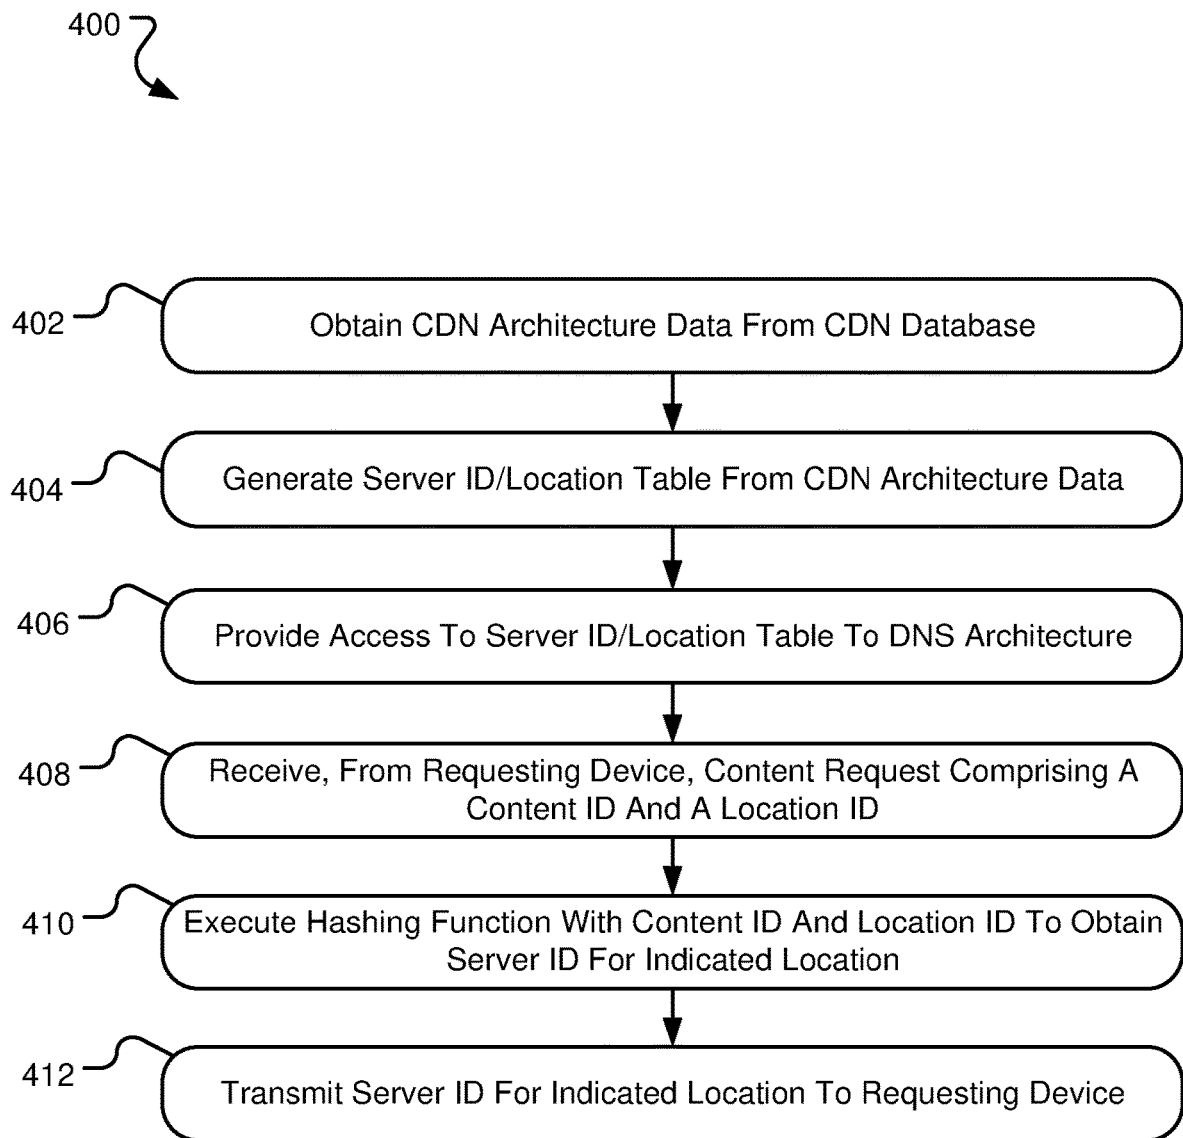 400
402
Obtain CDN Architecture Data From CDN Database
404
Generate Server ID/Location Table From CDN Architecture Data
406
Provide Access To Server ID/Location Table To DNS Architecture
408
Receive, From Requesting Device, Content Request Comprising A
Content ID And A Location ID
410
Execute Hashing Function With Content ID And Location ID To Obtain
Server ID For Indicated Location
412
Transmit Server ID For Indicated Location To Requesting Device